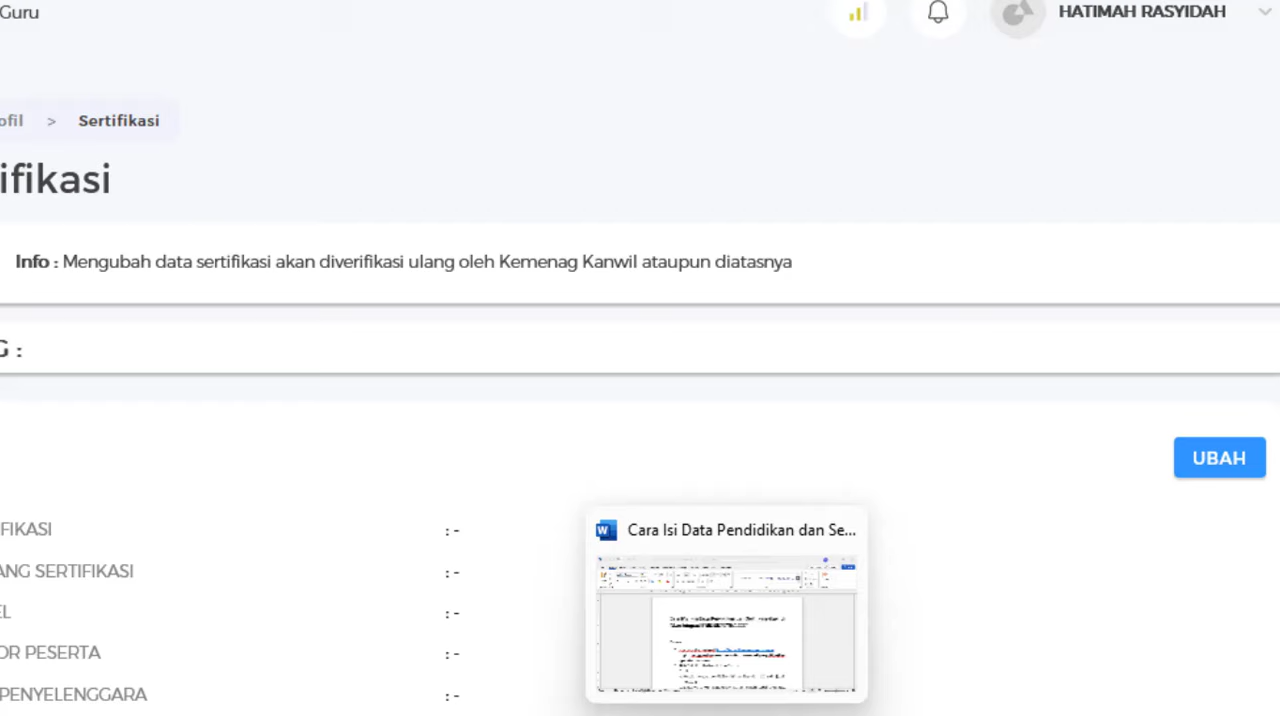 Guru
HATIMAH RASYIDAH
ofil > Sertifikasi
ifikasi
Info : Mengubah data sertifikasi akan diverifikasi ulang oleh Kemenag Kanwil ataupun diatasnya
G :
UBAH
FIKASI : -
ANG SERTIFIKASI : -
EL : -
OR PESERTA : -
PENYELENGGARA : -
Cara Isi Data Pendidikan dan Se...